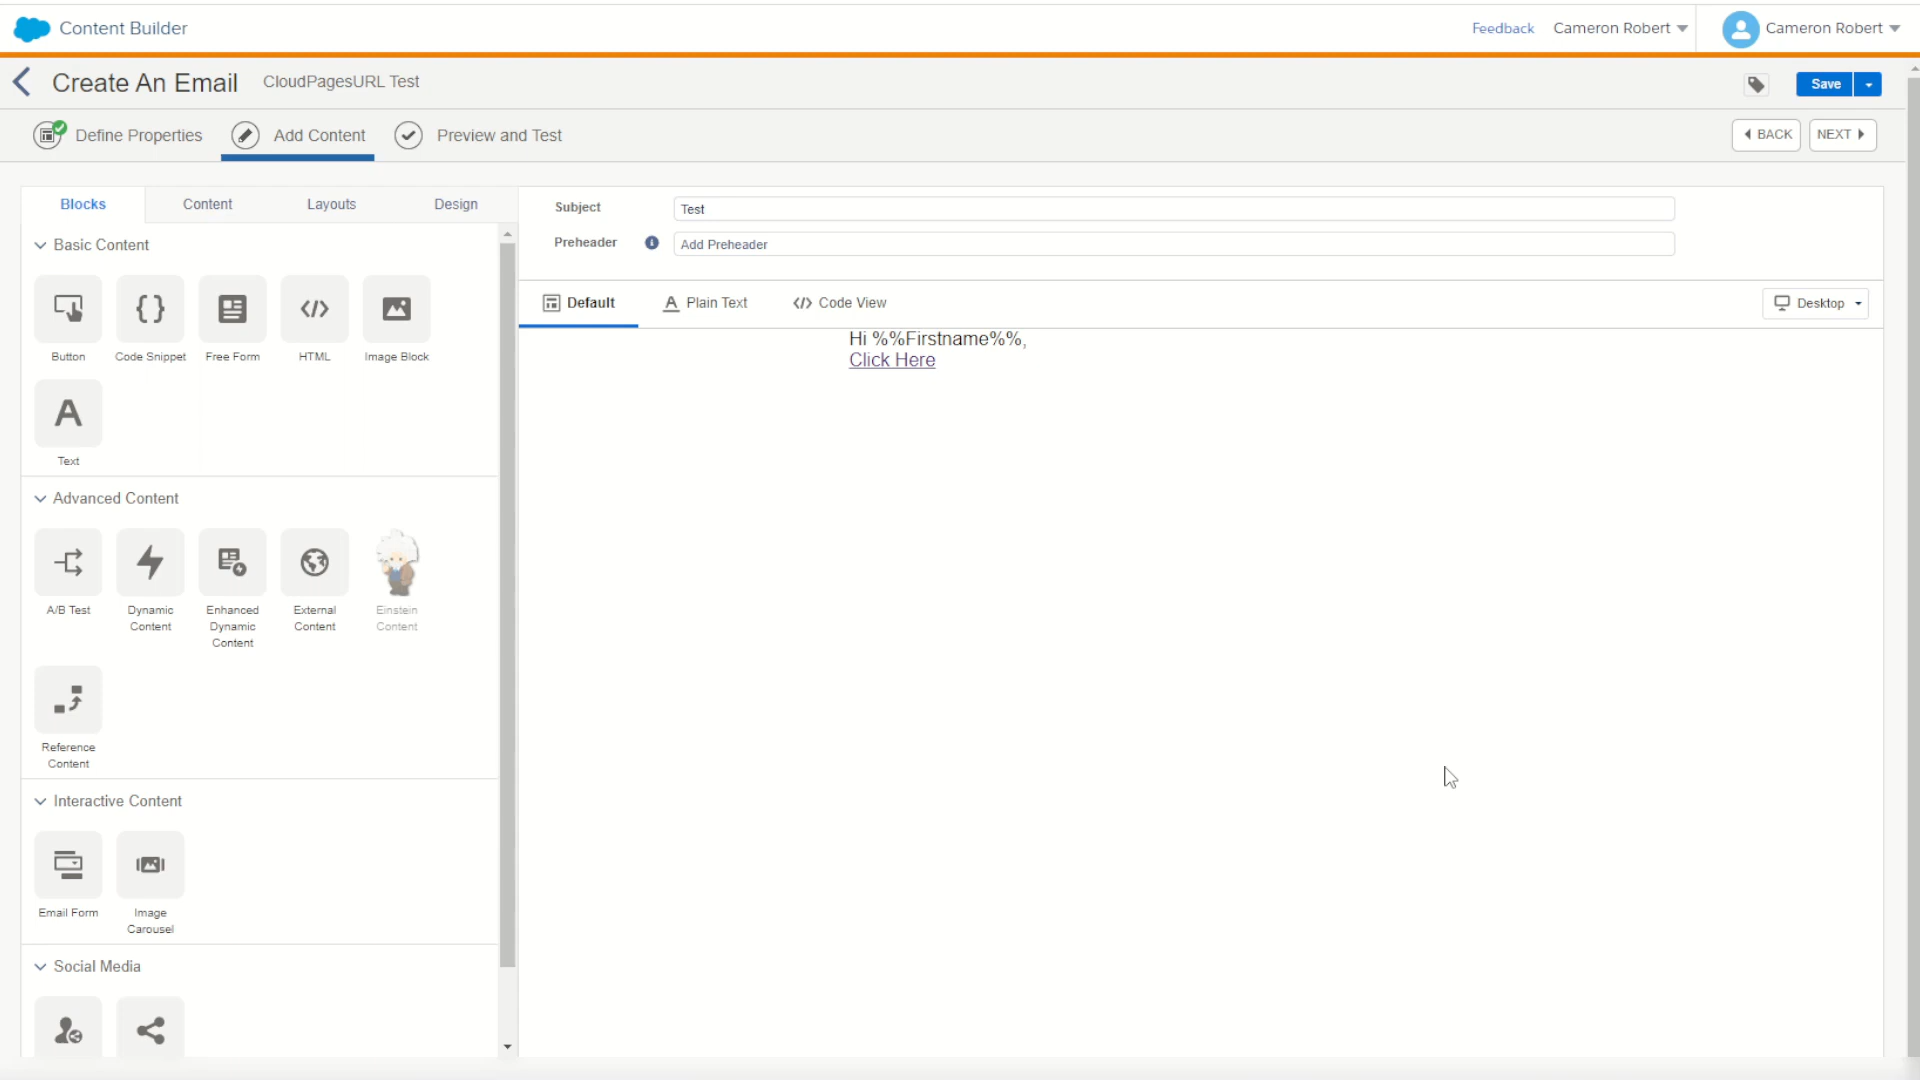 Content Builder
Feedback Cameron Robert Cameron Robert
Create An Email CloudPagesURL Test
Save
Define Properties Add Content Preview and Test
BACK NEXT
Blocks Content Layouts Design
Subject Test
Preheader Add Preheader
Basic Content
Button Code Snippet Free Form HTML Image Block
Text
Default Plain Text Code View Desktop
Hi %%Firstname%%,
Click Here
Advanced Content
A/B Test Dynamic Content Enhanced Dynamic Content External Content Einstein Content
Reference Content
Interactive Content
Email Form Image Carousel
Social Media